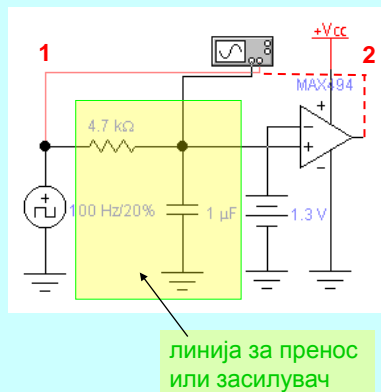 +Vcc
1
2
MAX494
4.7 kΩ
100 Hz/20%
1 µF
1.3 V
линија за пренос
или засилувач